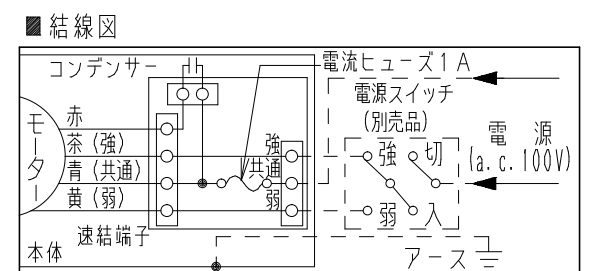 ■結線図
コンデンサー
電流ヒューズ1A
電源スイッチ
(別売品)
モーター
赤
茶(強)
青(共通)
黄(弱)
強
共通
弱
強
切
弱
入
電源
(a.c.100V)
速結端子
本体
アース